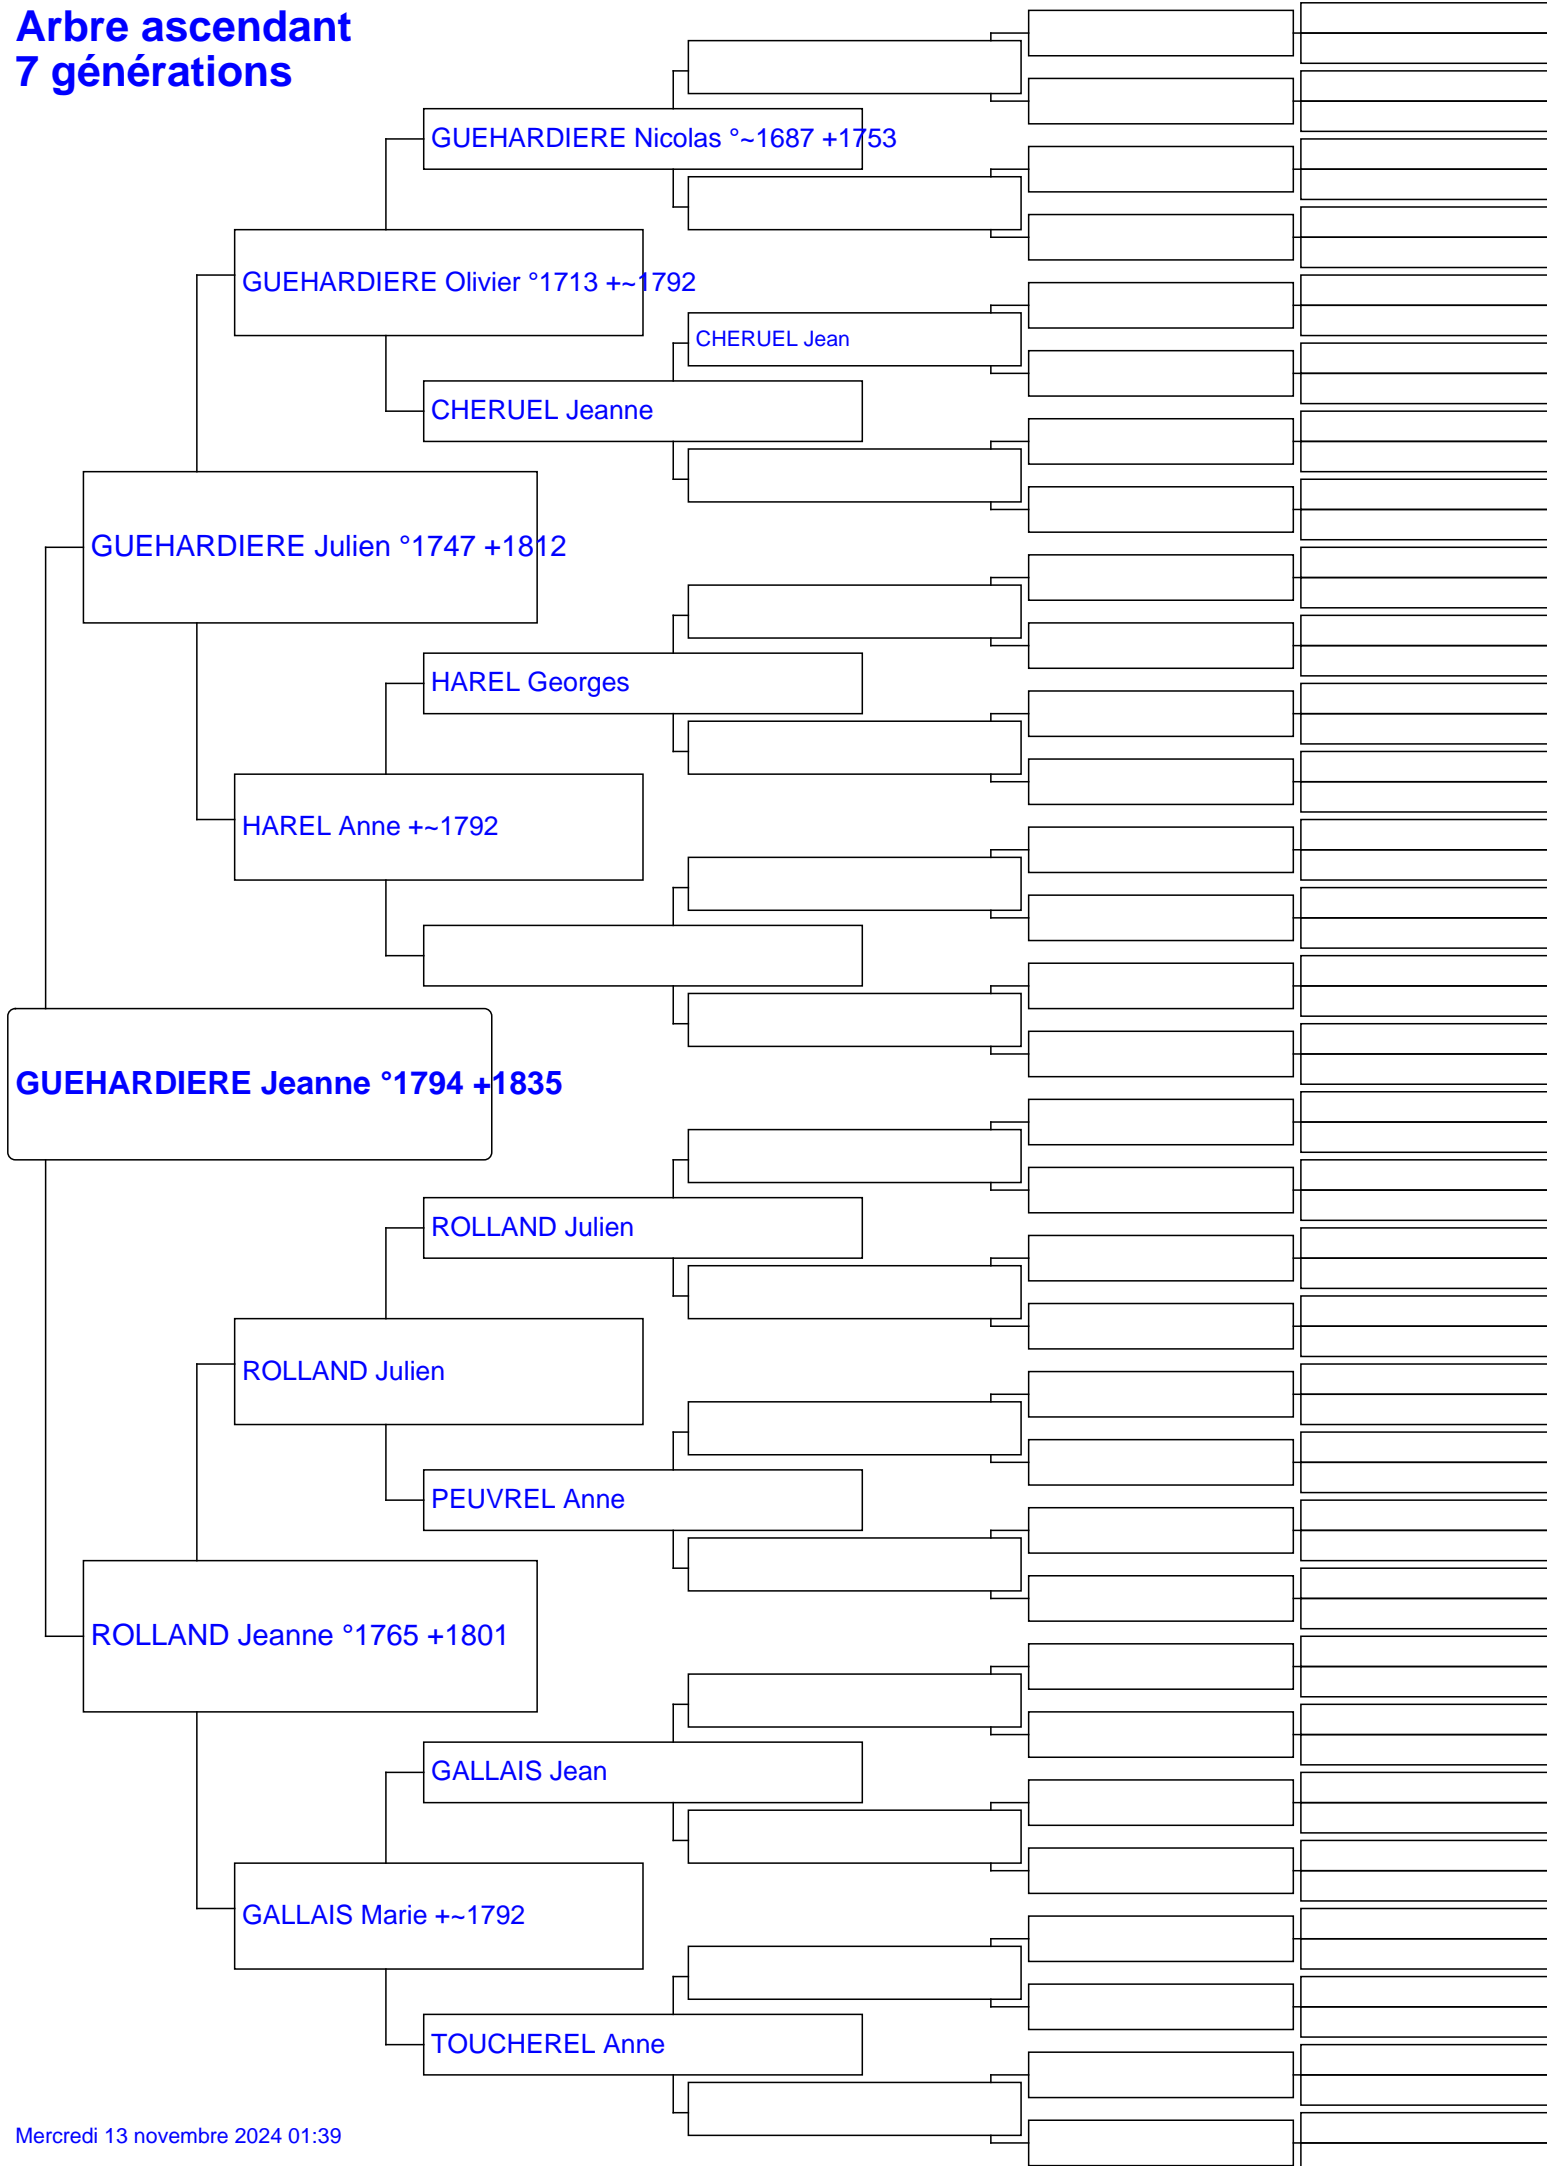 Arbre ascendant
7 générations
GUEHARDIERE Nicolas °~1687 +1753
GUEHARDIERE Olivier °1713 +~1792
CHERUEL Jean
CHERUEL Jeanne
GUEHARDIERE Julien °1747 +1812
HAREL Georges
HAREL Anne +~1792
GUEHARDIERE Jeanne °1794 +1835
ROLLAND Julien
ROLLAND Julien
PEUVREL Anne
ROLLAND Jeanne °1765 +1801
GALLAIS Jean
GALLAIS Marie +~1792
TOUCHEREL Anne
Mercredi 13 novembre 2024 01:39